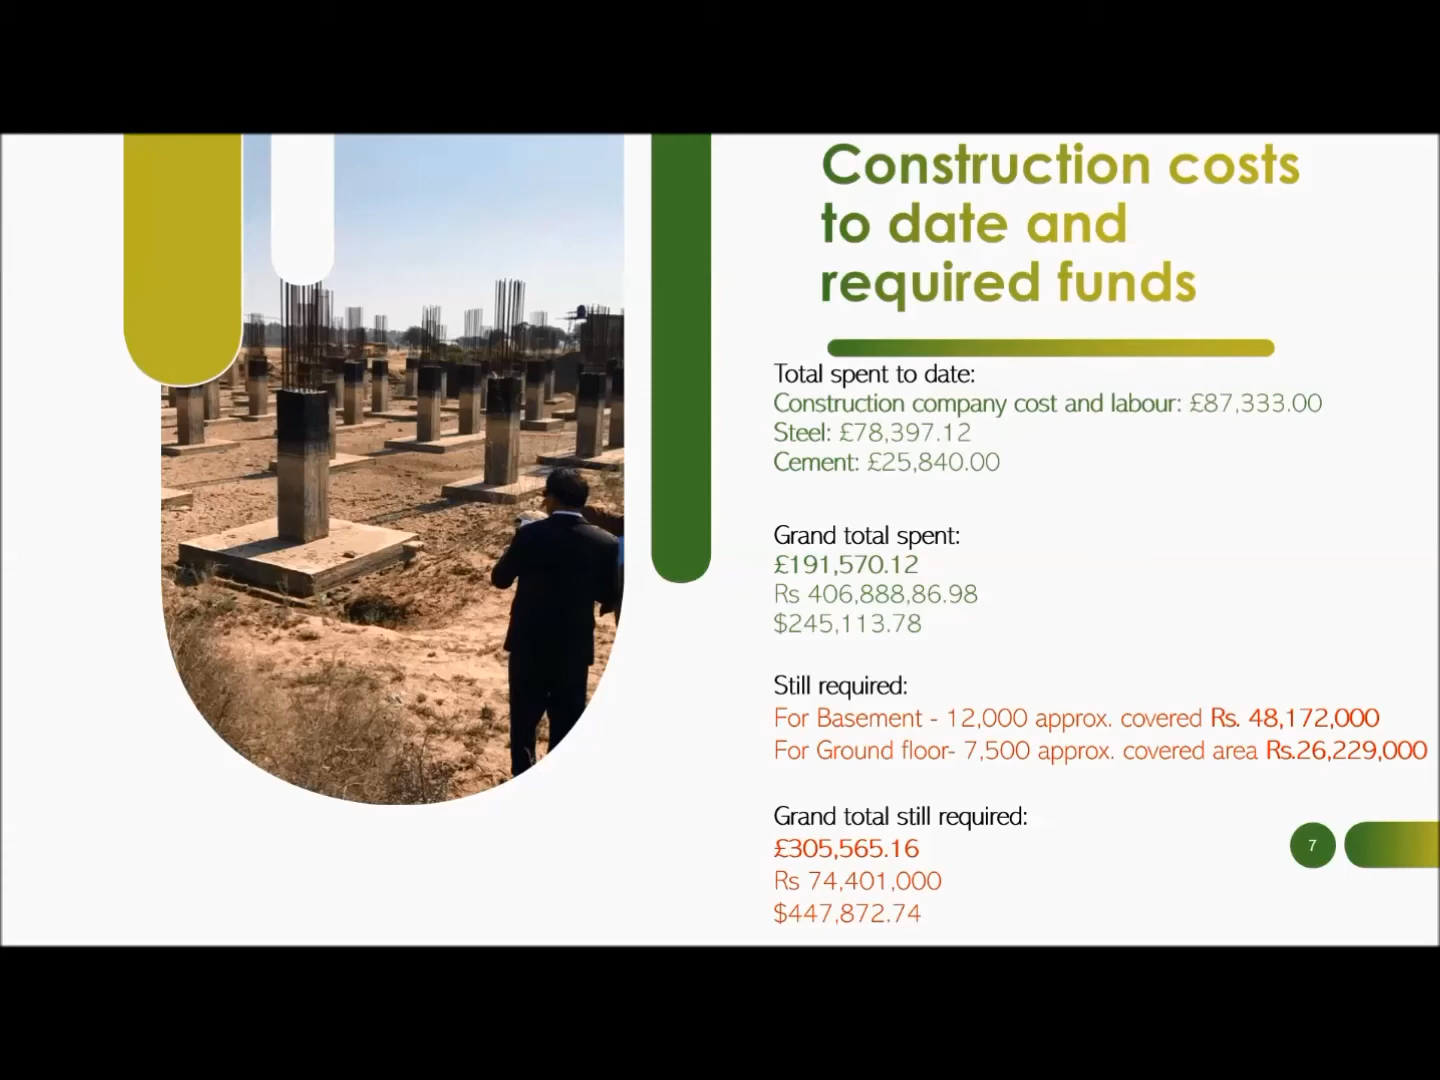 Construction costs
to date and
required funds
Total spent to date:
Construction company cost and labour: £87,333.00
Steel: £78,397.12
Cement: £25,840.00
Grand total spent:
£191,570.12
Rs 406,888,86.98
$245,113.78
Still required:
For Basement - 12,000 approx. covered Rs. 48,172,000
For Ground floor- 7,500 approx. covered area Rs.26,229,000
Grand total still required:
£305,565.16
Rs 74,401,000
$447,872.74
7